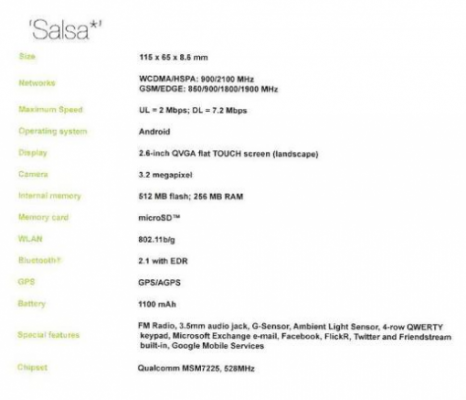 'Salsa*'
Size 115 x 65 x 8.6 mm
Networks WCDMA/HSPA: 900/2100 MHz
GSM/EDGE: 850/900/1800/1900 MHz
Maximum Speed UL = 2 Mbps; DL = 7.2 Mbps
Operating system Android
Display 2.6-inch QVGA flat TOUCH screen (landscape)
Camera 3.2 megapixel
Internal memory 512 MB flash; 256 MB RAM
Memory card microSD™
WLAN 802.11b/g
Bluetooth® 2.1 with EDR
GPS GPS/AGPS
Battery 1100 mAh
Special features FM Radio, 3.5mm audio jack, G-Sensor, Ambient Light Sensor, 4-row QWERTY
keypad, Microsoft Exchange e-mail, Facebook, FlickR, Twitter and Friendstream
built-in, Google Mobile Services
Chipset Qualcomm MSM7225, 528MHz